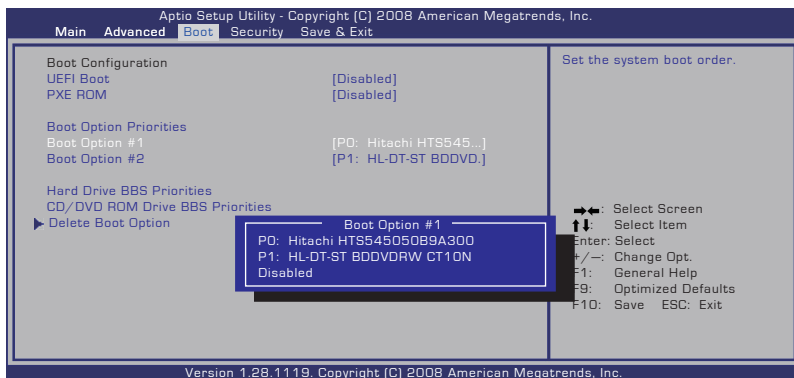 Aptio Setup Utility - Copyright (C) 2008 American Megatrends, Inc.
Main Advanced Boot Security Save & Exit
Boot Configuration
UEFI Boot [Disabled]
PXE ROM [Disabled]
Boot Option Priorities
Boot Option #1 [P0: Hitachi HTS545...]
Boot Option #2 [P1: HL-DT-ST BDDVD.]
Hard Drive BBS Priorities
CD/DVD ROM Drive BBS Priorities
Delete Boot Option
Boot Option #1
P0: Hitachi HTS545050B9A300
P1: HL-DT-ST BDDVDRW CT10N
Disabled
Set the system boot order.
→←: Select Screen
↑↓: Select Item
Enter: Select
+/—: Change Opt.
F1: General Help
F9: Optimized Defaults
F10: Save ESC: Exit
Version 1.28.1119. Copyright (C) 2008 American Megatrends, Inc.